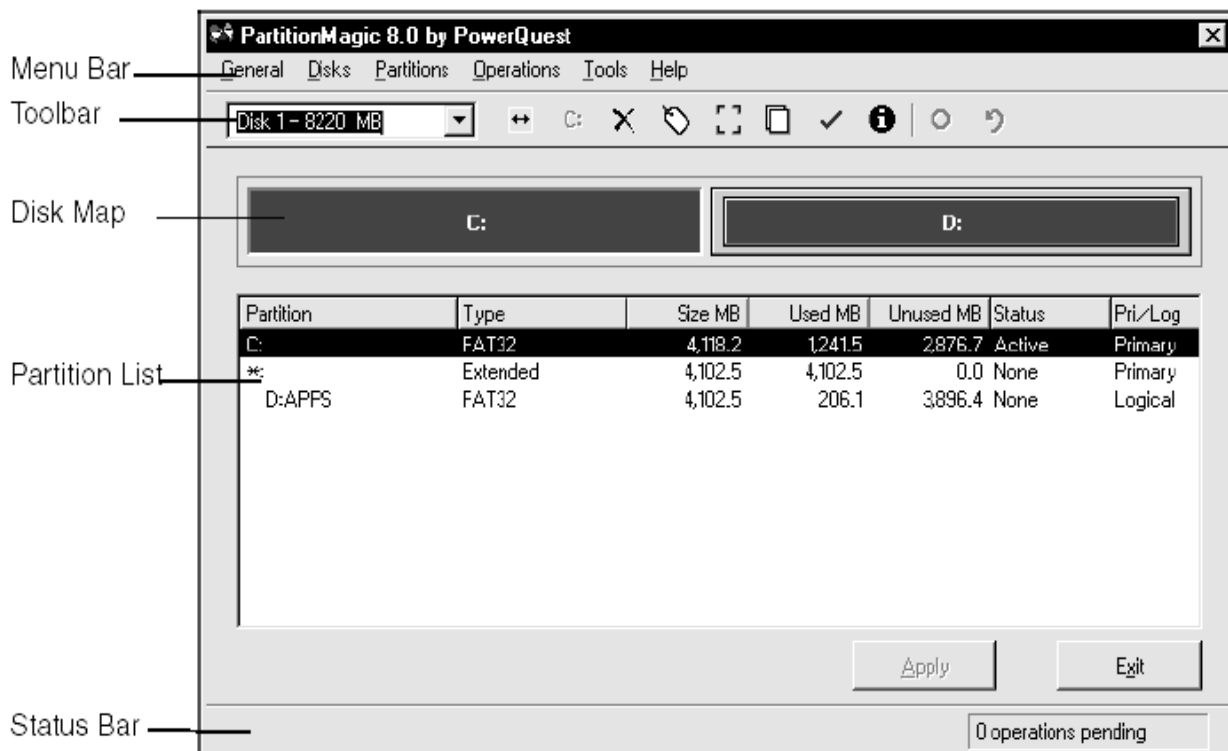 PartitionMagic 8.0 by PowerQuest
Menu Bar
General Disks Partitions Operations Tools Help
Toolbar
Disk 1 - 8220 MB
C:
Disk Map
C:
D:
Partition Type Size MB Used MB Unused MB Status Pri/Log
C: FAT32 4,118.2 1,241.5 2,876.7 Active Primary
Partition List
*: Extended 4,102.5 4,102.5 0.0 None Primary
D:APPS FAT32 4,102.5 206.1 3,896.4 None Logical
Apply
Exit
Status Bar
0 operations pending